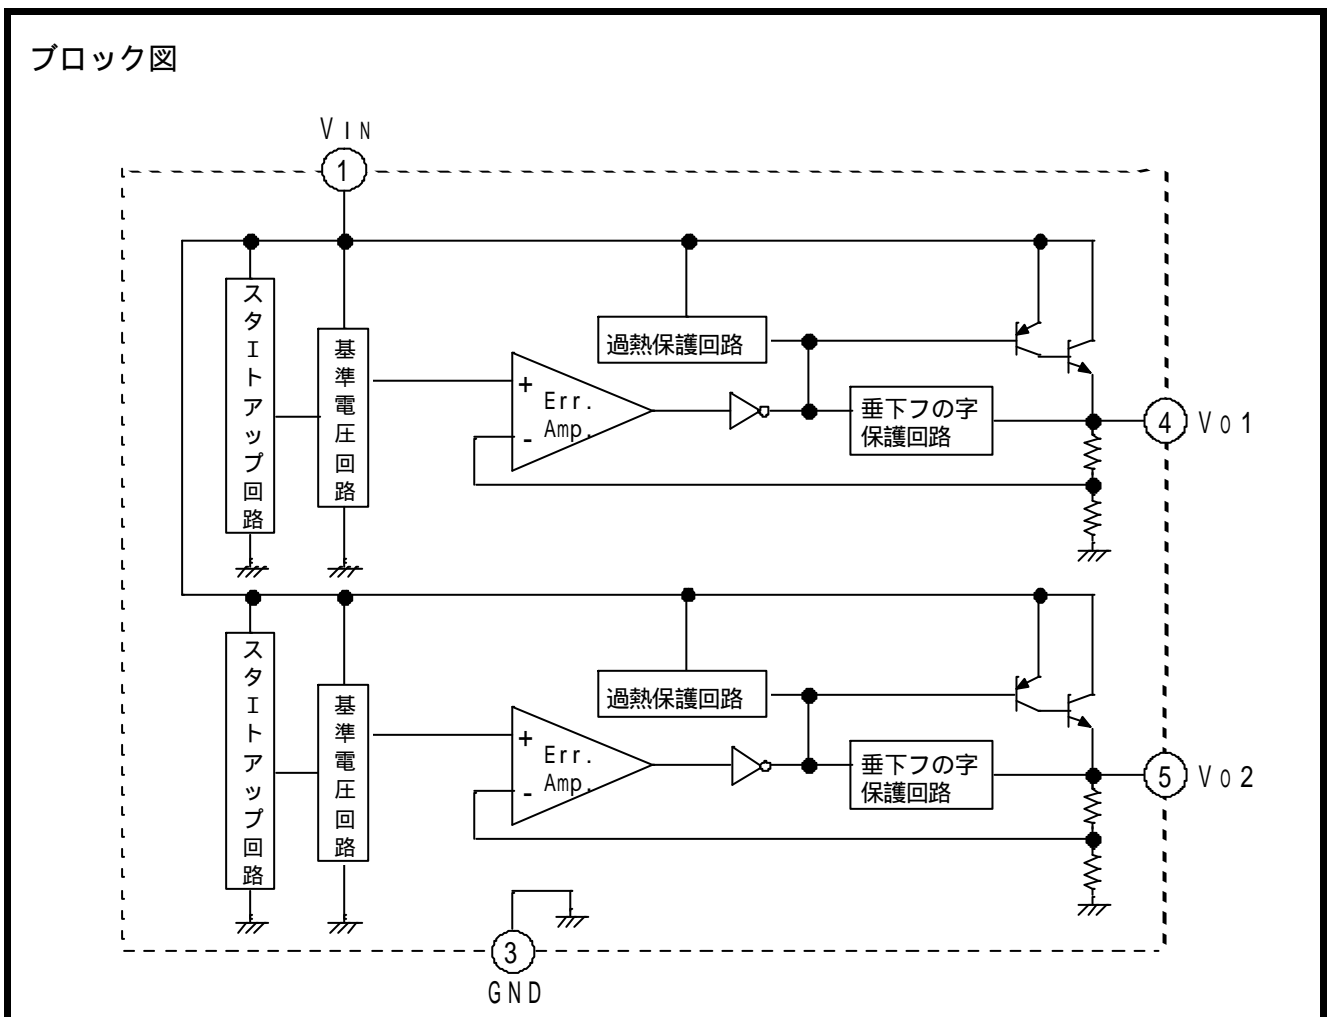 ブロック図
VIN
1
スタエトアップ回路
基準電圧回路
過熱保護回路
+
Err.
Amp.
-
垂下フの字
保護回路
4 Vo1
スタエトアップ回路
基準電圧回路
過熱保護回路
+
Err.
Amp.
-
垂下フの字
保護回路
5 Vo2
3
GND